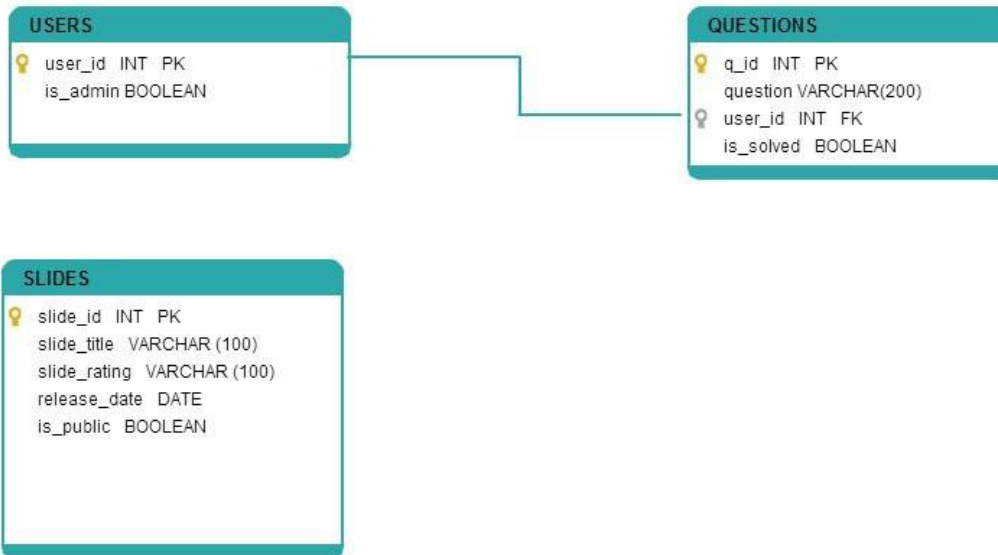 USERS
user_id INT PK
is_admin BOOLEAN
QUESTIONS
q_id INT PK
question VARCHAR(200)
user_id INT FK
is_solved BOOLEAN
SLIDES
slide_id INT PK
slide_title VARCHAR (100)
slide_rating VARCHAR (100)
release_date DATE
is_public BOOLEAN